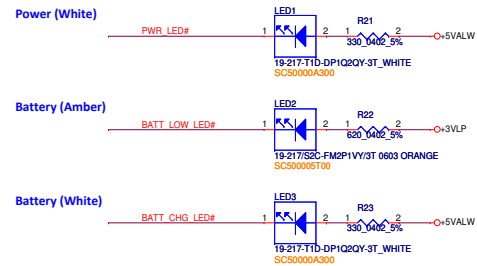 Power (White)
LED1
PWR_LED#
1
2
R21
1
2
330_0402_5%
+5VALW
19-217-T1D-DP1Q2QY-3T_WHITE
SC50000A300
Battery (Amber)
LED2
BATT_LOW_LED#
1
2
R22
1
2
620_0402_5%
+3VLP
19-217/S2C-FM2P1VY/3T 0603 ORANGE
SC500005T00
Battery (White)
LED3
BATT_CHG_LED#
1
2
R23
1
2
330_0402_5%
+5VALW
19-217-T1D-DP1Q2QY-3T_WHITE
SC50000A300